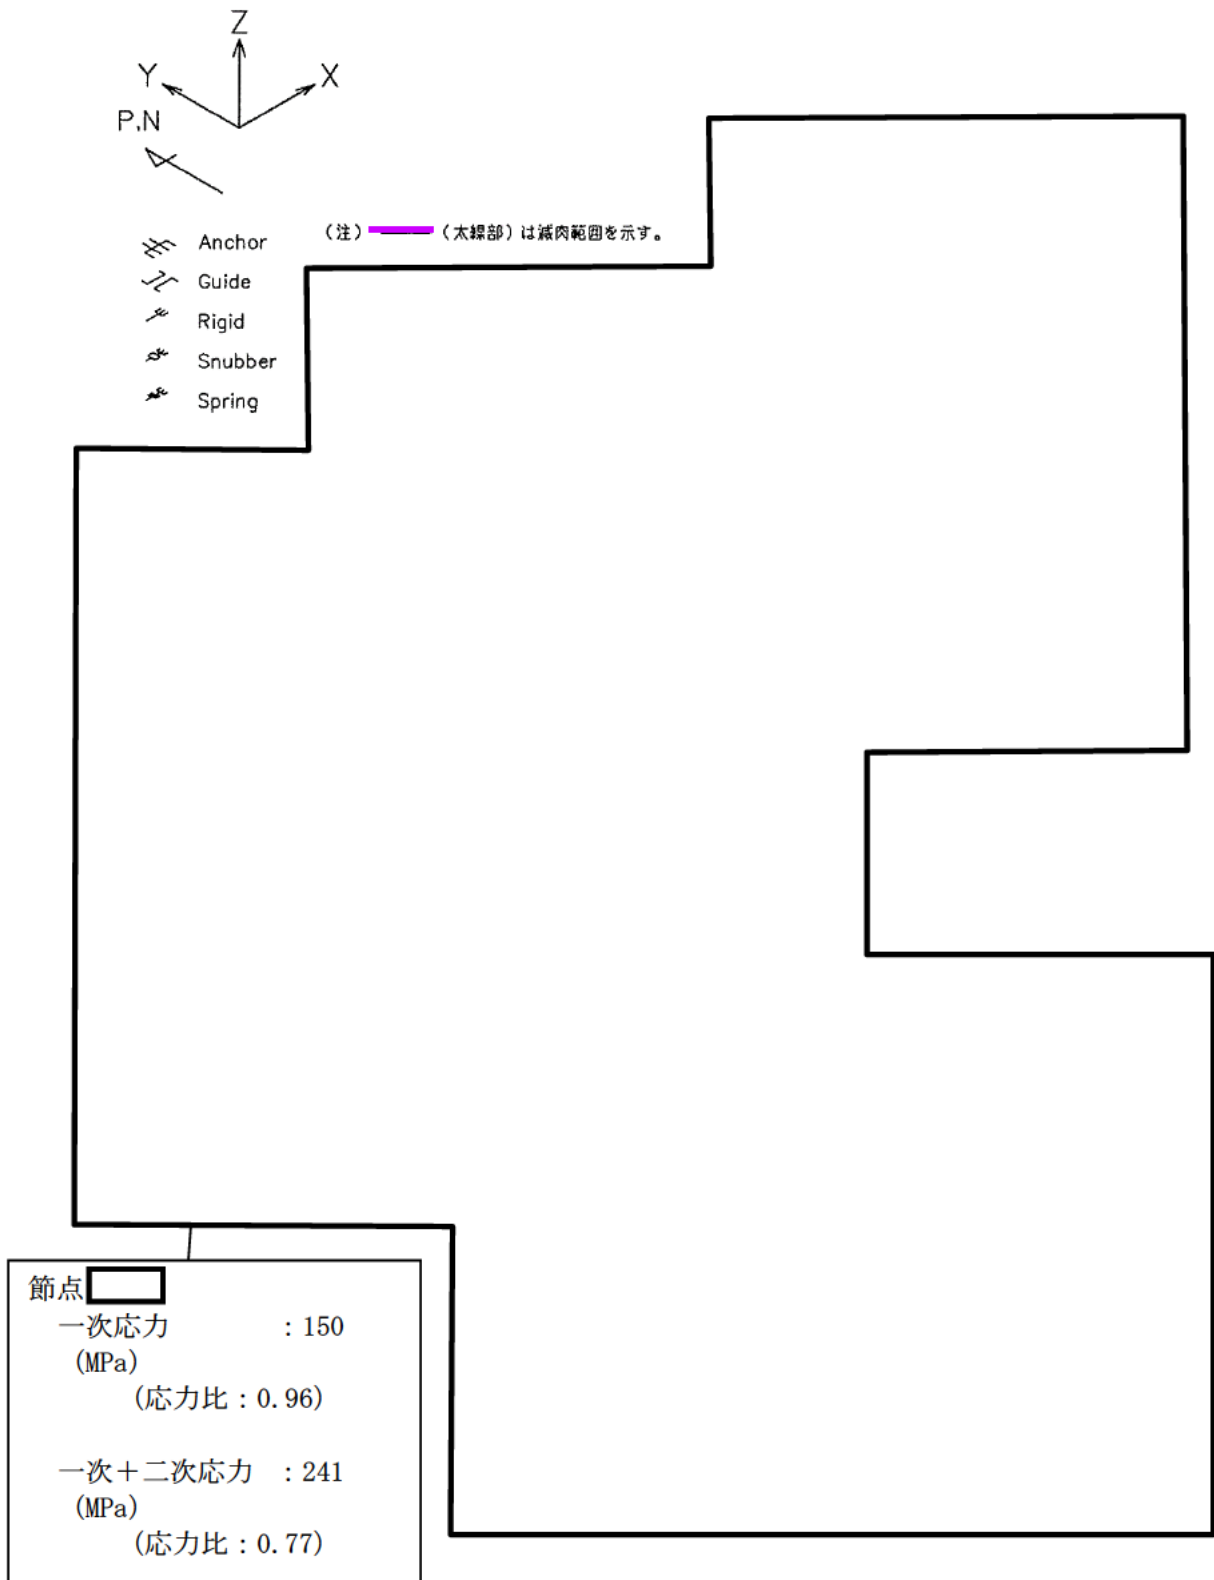 Z
Y
X
P.N
Anchor
(注) (太線部)は減肉範囲を示す。
Guide
Rigid
Snubber
Spring
節点
一次応力 :150
(MPa)
(応力比:0.96)
一次+二次応力 :241
(MPa)
(応力比:0.77)